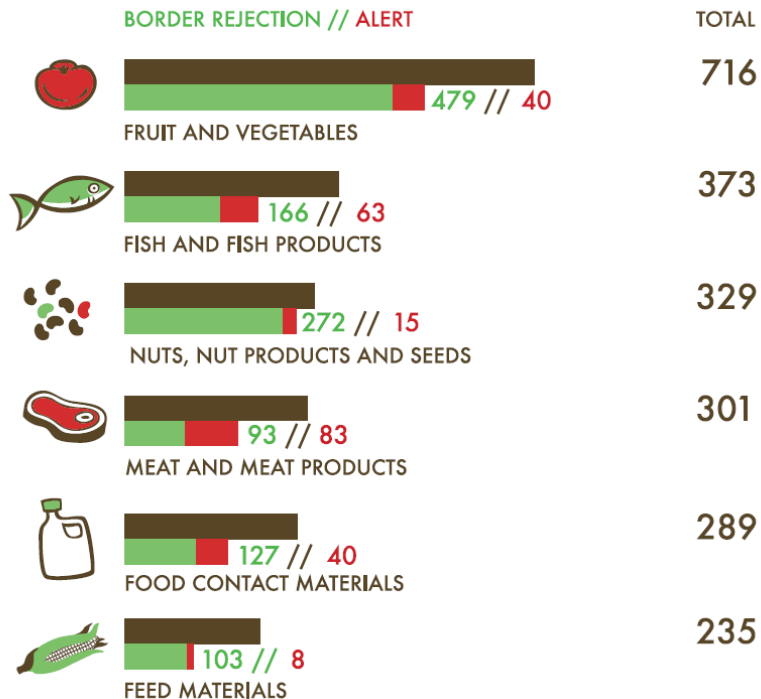 BORDER REJECTION // ALERT TOTAL
716
479 // 40
FRUIT AND VEGETABLES
373
166 // 63
FISH AND FISH PRODUCTS
329
272 // 15
NUTS, NUT PRODUCTS AND SEEDS
301
93 // 83
MEAT AND MEAT PRODUCTS
289
127 // 40
FOOD CONTACT MATERIALS
235
103 // 8
FEED MATERIALS